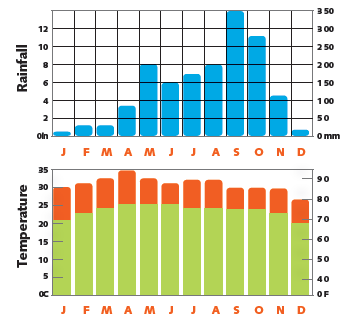 Rainfall
12 350
10 300
8 250
6 200
4 150
2 100
0In 50
0 mm
J F M A M J J A S O N D
Temperature
35 90
30 80
25 70
20 60
15 50
10 40
5 0 F
0C
J F M A M J J A S O N D